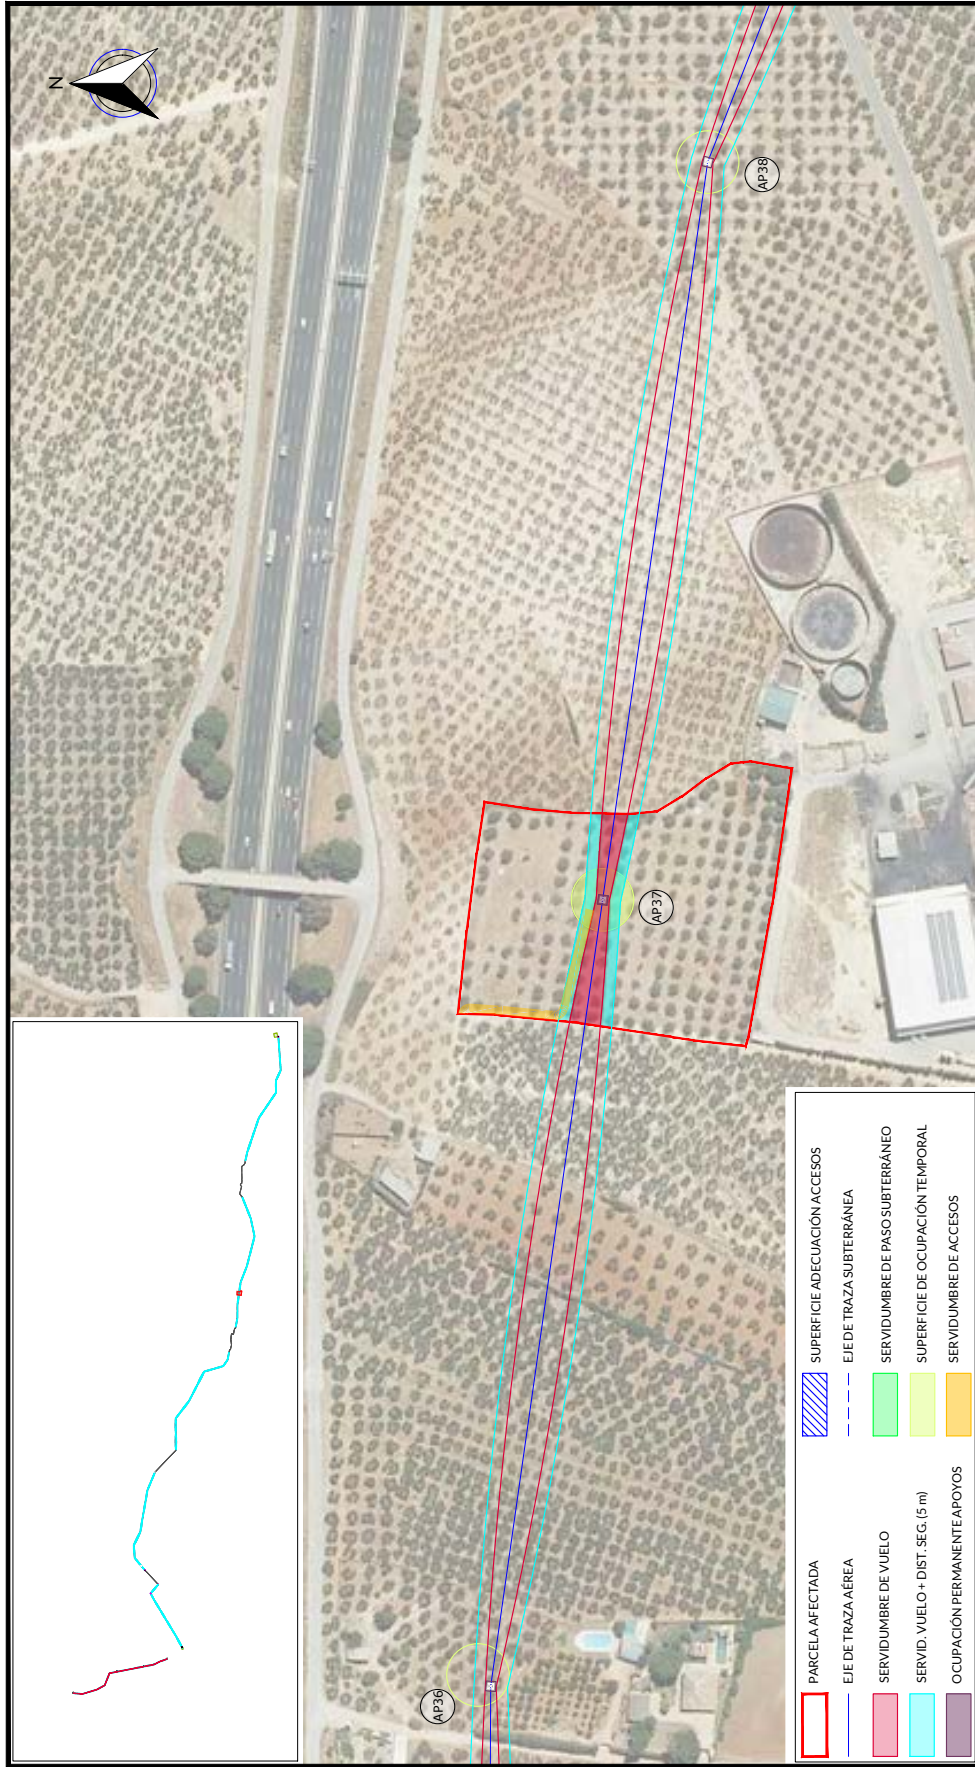 N
AP38
AP37
AP36
PARCELA AFECTADA
EJE DE TRAZA AÉREA
SERVIDUMBRE DE VUELO
SERVID. VUELO + DIST. SEG. (5 m)
OCUPACIÓN PERMANENTE APOYOS
SUPERFICIE ADECUACIÓN ACCESOS
EJE DE TRAZA SUBTERRÁNEA
SERVIDUMBRE DE PASO SUBTERRÁNEO
SUPERFICIE DE OCUPACIÓN TEMPORAL
SERVIDUMBRE DE ACCESOS